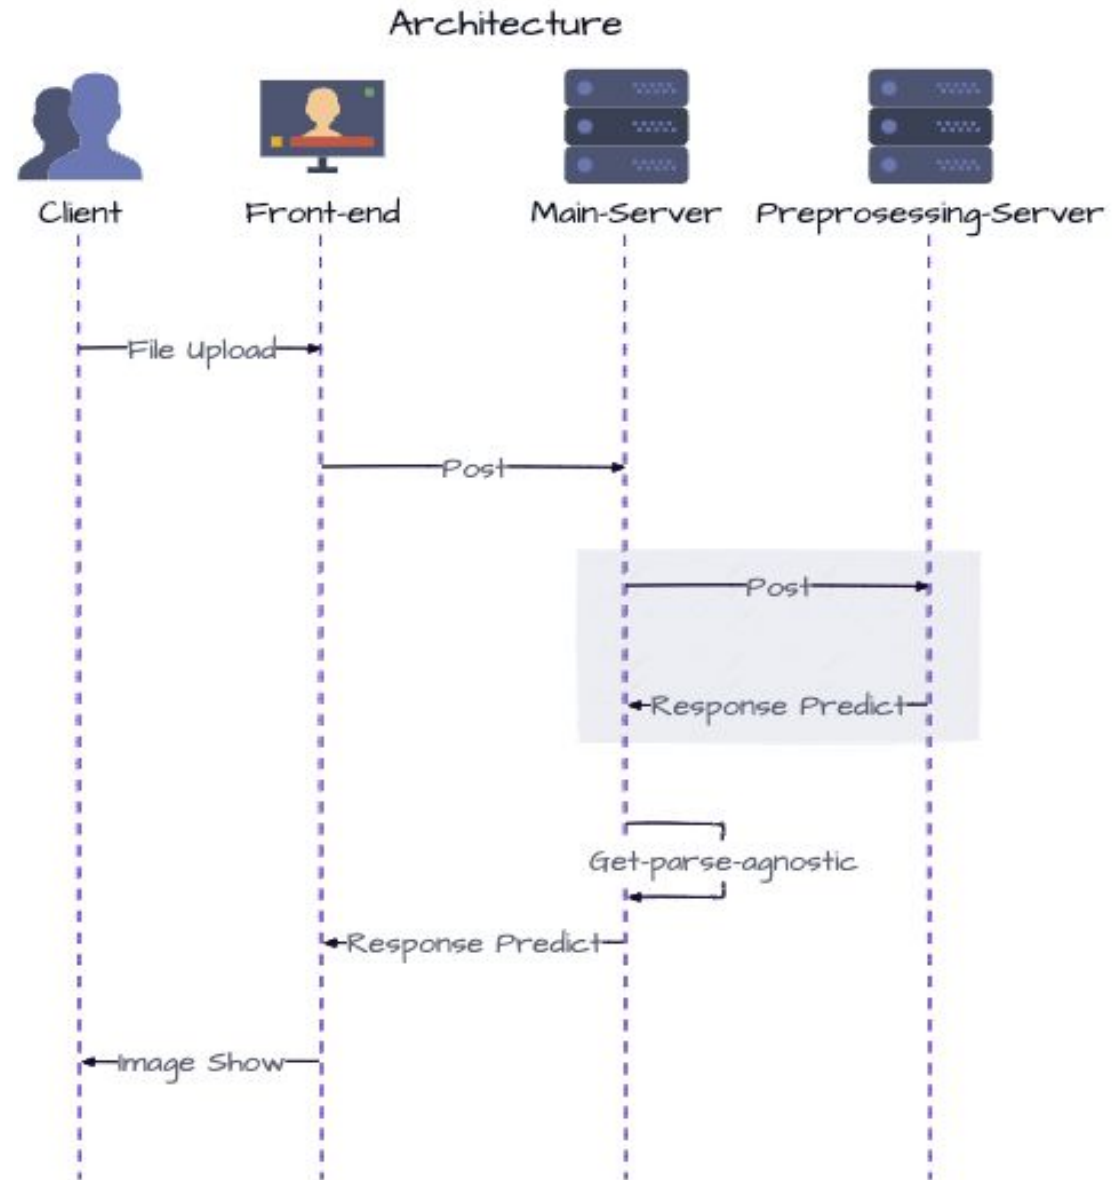 Architecture
Client Front-end Main-Server Preprosessing-Server
File Upload
Post
Post
Response Predict
Get-parse-agnostic
Response Predict
Image Show